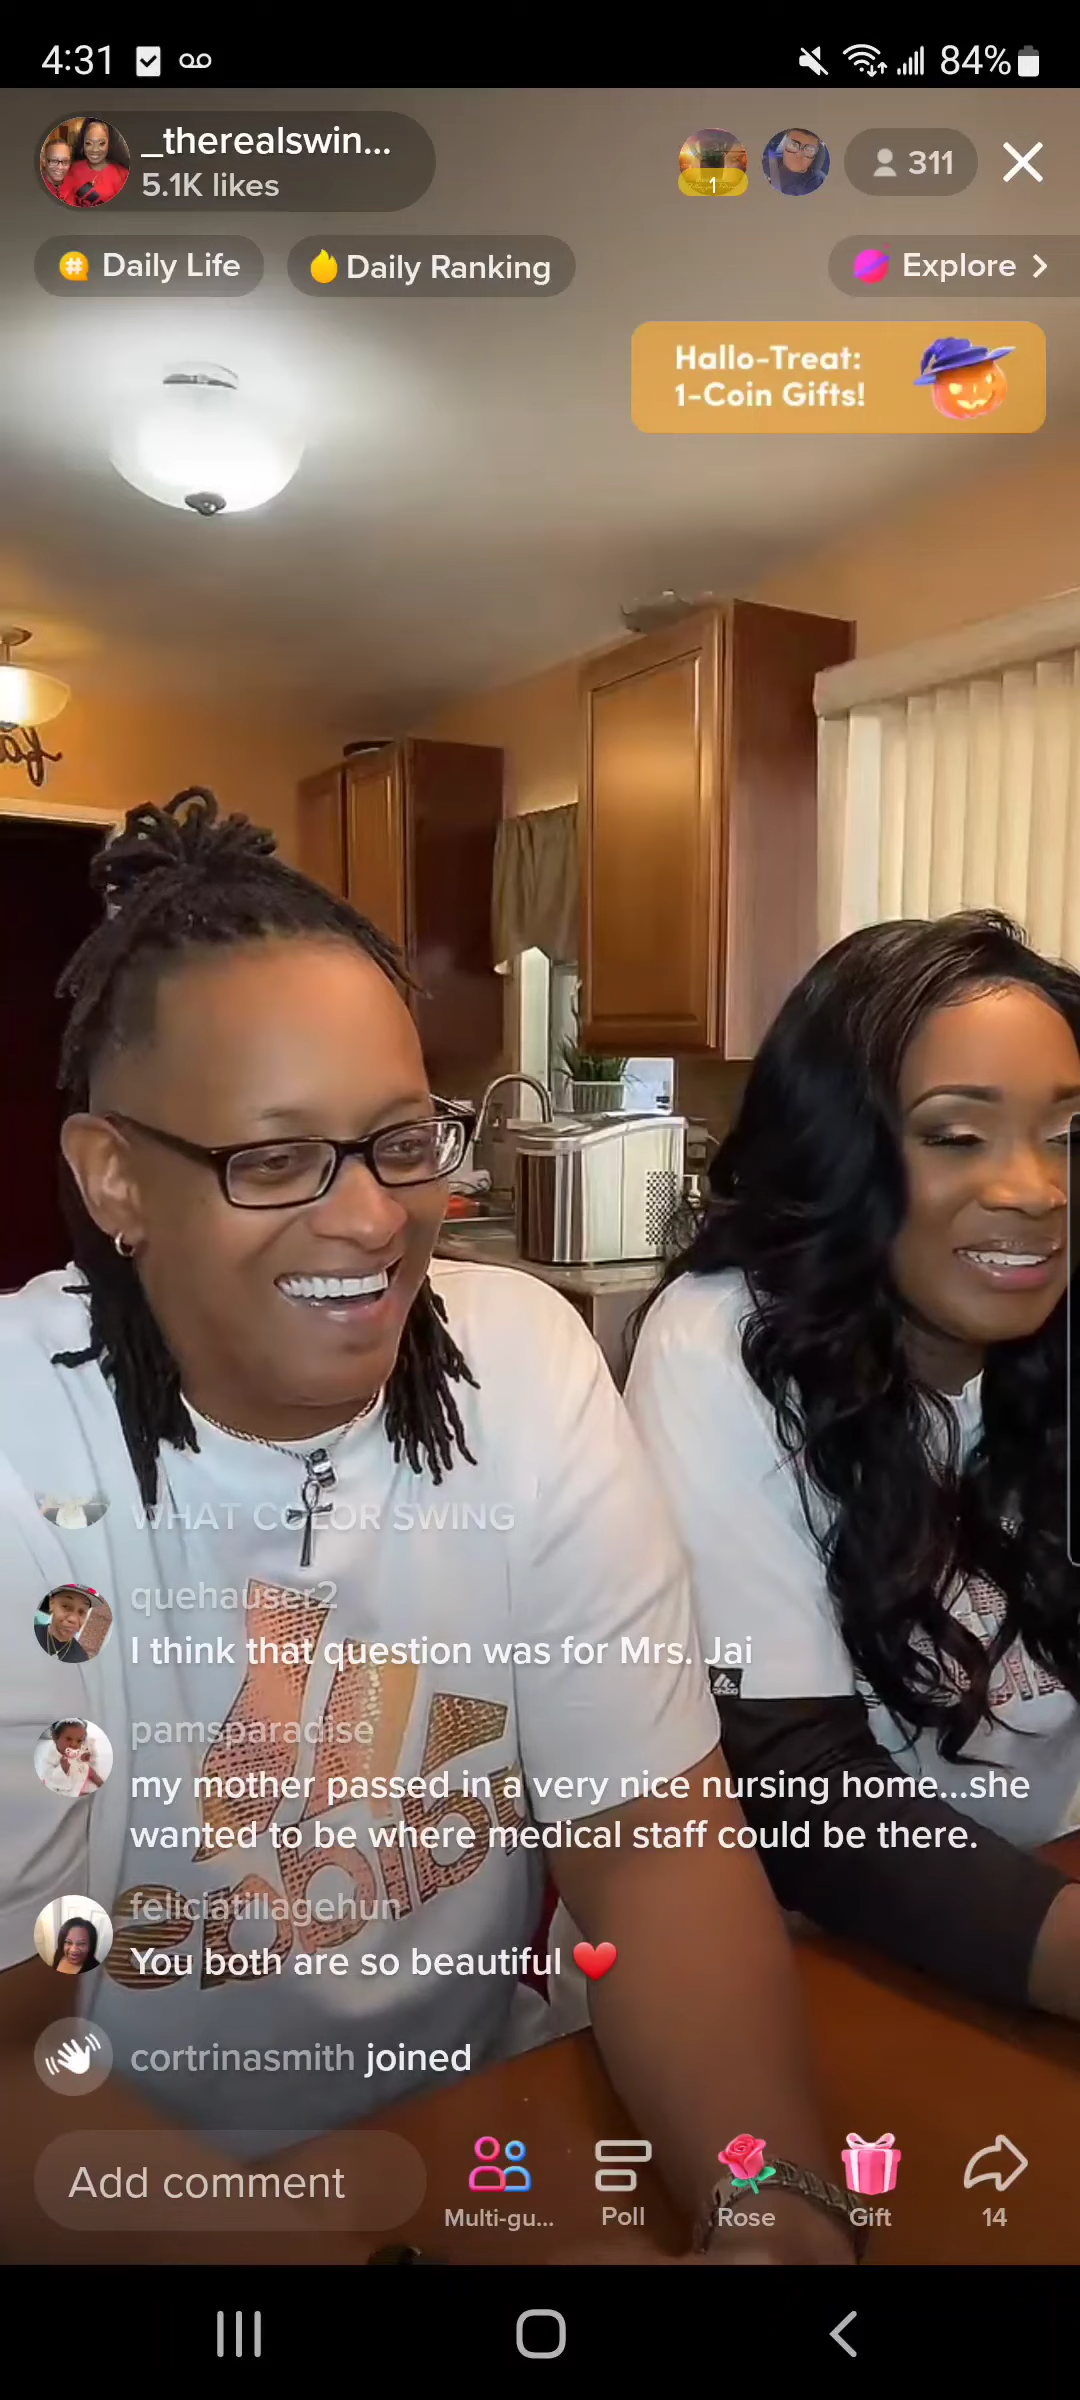 4:31
84%
_therealswin...
5.1K likes
1
311
Daily Life
Daily Ranking
Explore >
Hallo-Treat:
1-Coin Gifts!
WHAT COLOR SWING
quehauser2
I think that question was for Mrs. Jai
pamsparadise
my mother passed in a very nice nursing home...she
wanted to be where medical staff could be there.
feliciatillagehun
You both are so beautiful ❤️
cortrinasmith joined
Add comment
Multi-gu...
Poll
Rose
Gift
14